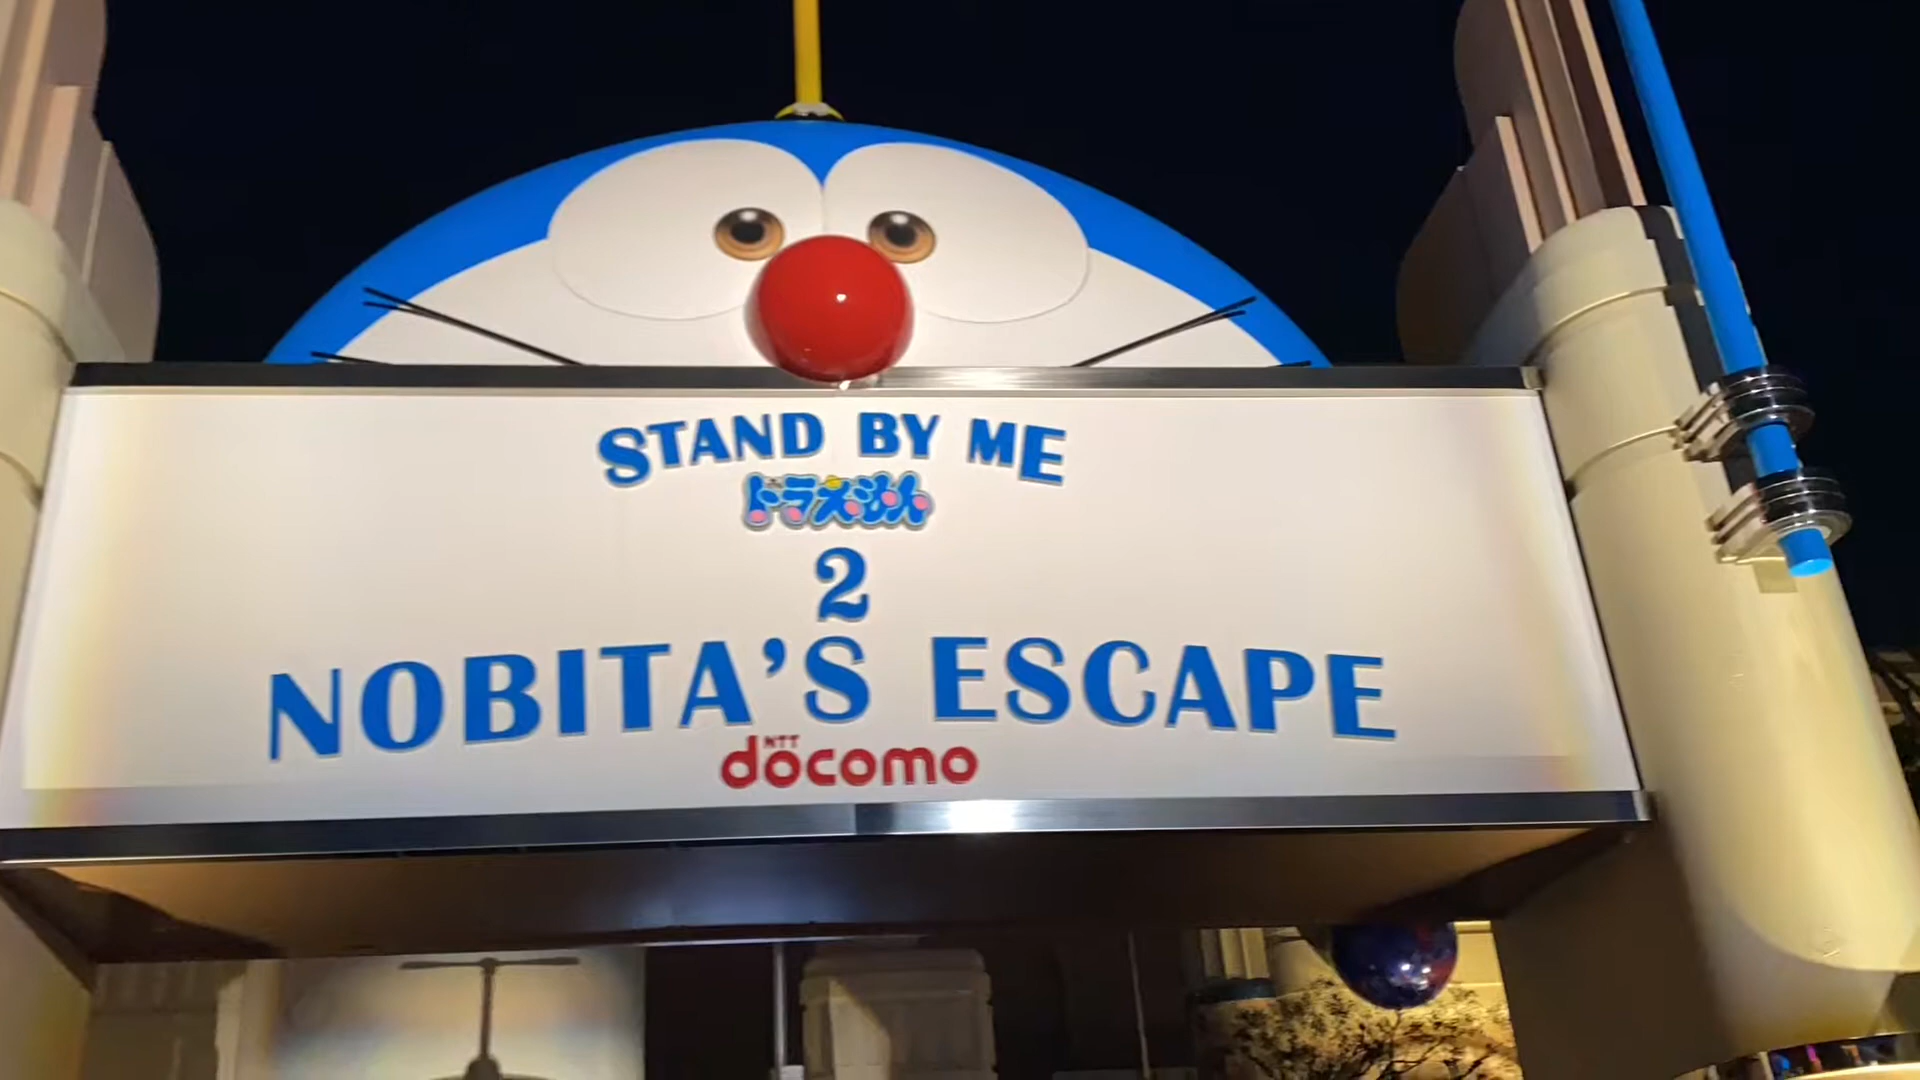 STAND BY ME
ドラえもん
2
NOBITA'S ESCAPE
NTT
docomo